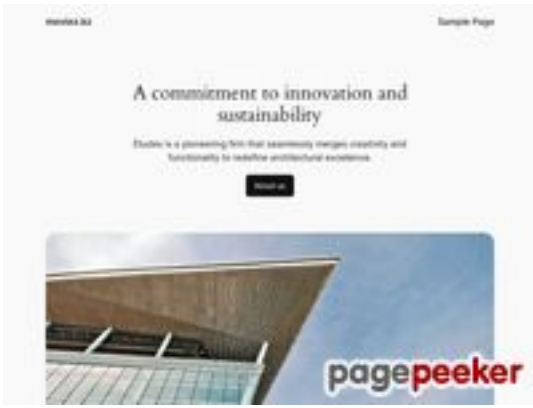 Sample Page
A commitment to innovation and
sustainability
Études is a pioneering firm that seamlessly merges creativity and
functionality to redefine architectural excellence.
About us
pagepeeker